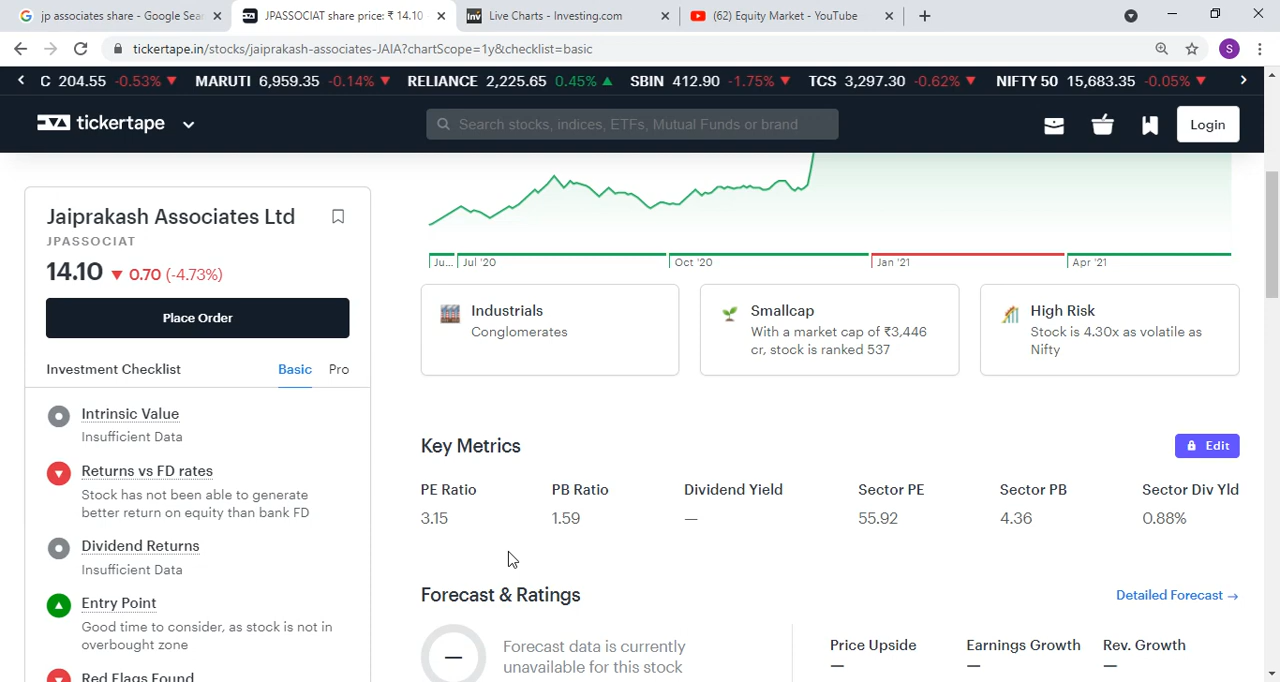 jp associates share - Google Sear
JPASSOCIAT share price: ₹ 14.10 -
Live Charts - Investing.com
(62) Equity Market - YouTube
tickertape.in/stocks/jaiprakash-associates-JAIA?chartScope=1y&checklist=basic
S
C 204.55 -0.53% ▼ MARUTI 6,959.35 -0.14% ▼ RELIANCE 2,225.65 0.45% ▲ SBIN 412.90 -1.75% ▼ TCS 3,297.30 -0.62% ▼ NIFTY 50 15,683.35 -0.05% ▼
tickertape
Search stocks, indices, ETFs, Mutual Funds or brand
Login
Jaiprakash Associates Ltd
JPASSOCIAT
14.10 ▼ 0.70 (-4.73%)
Place Order
Investment Checklist
Basic
Pro
Intrinsic Value
Insufficient Data
Returns vs FD rates
Stock has not been able to generate
better return on equity than bank FD
Dividend Returns
Insufficient Data
Entry Point
Good time to consider, as stock is not in
overbought zone
Red Flags Found
Ju... Jul '20 Oct '20 Jan '21 Apr '21
Industrials
Conglomerates
Smallcap
With a market cap of ₹3,446
cr, stock is ranked 537
High Risk
Stock is 4.30x as volatile as
Nifty
Key Metrics
Edit
PE Ratio PB Ratio Dividend Yield Sector PE Sector PB Sector Div Yld
3.15 1.59 — 55.92 4.36 0.88%
Forecast & Ratings
Detailed Forecast →
—
Forecast data is currently
unavailable for this stock
Price Upside Earnings Growth Rev. Growth
— — —